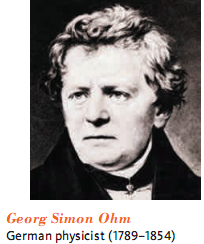 Georg Simon Ohm
German physicist (1789–1854)